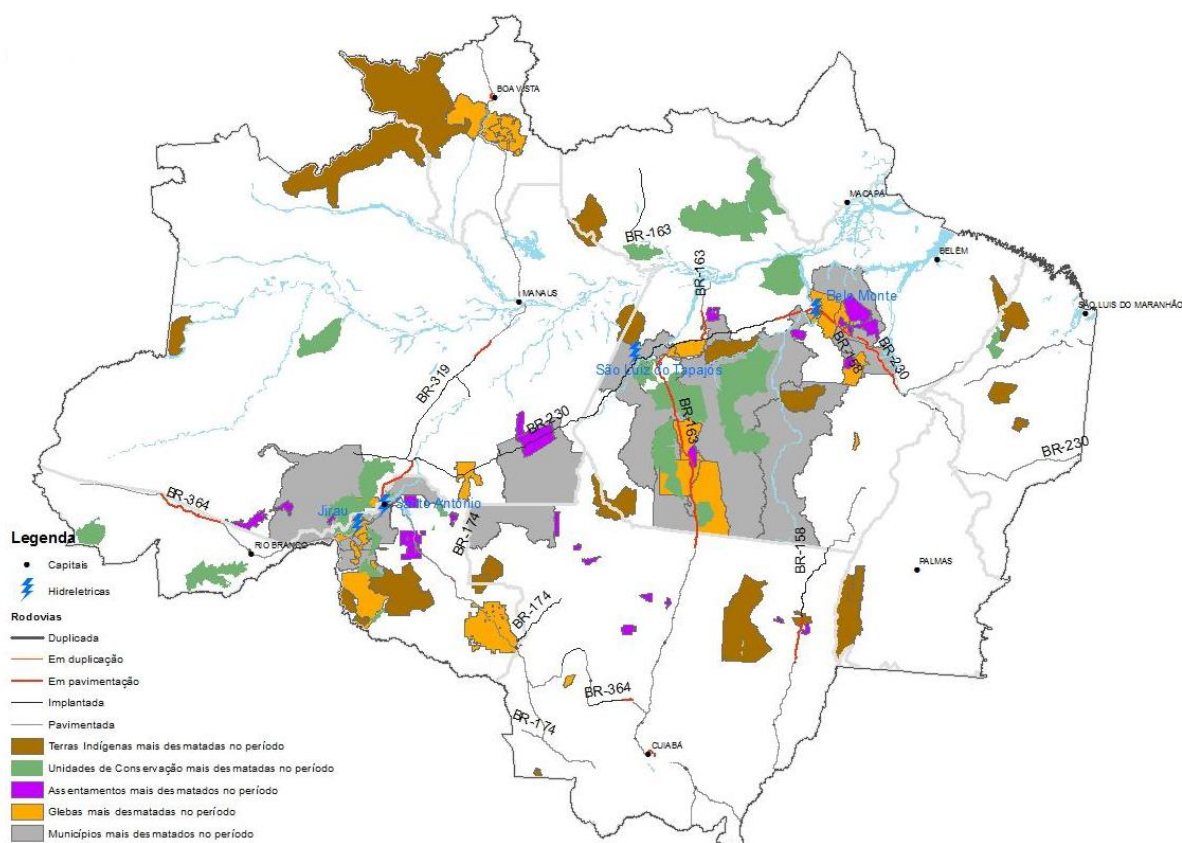 BOA VISTA
MACAPÁ
BR-163
BELÉM
BR-163
MANAUS
Belo Monte
SÃO LUIS DO MARANHÃO
BR-158
BR-230
São Luiz do Tapajós
BR-319
BR-230
BR-163
BR-230
BR-364
Jirau
Santo Antônio
BR-174
RIO BRANCO
BR-158
PALMAS
BR-174
BR-364
BR-174
CUIABÁ
Legenda
Capitais
Hidreletricas
Rodovias
Duplicada
Em duplicação
Em pavimentação
Implantada
Pavimentada
Terras Indígenas mais desmatadas no período
Unidades de Conservação mais desmatadas no período
Assentamentos mais desmatados no período
Glebas mais desmatadas no período
Municípios mais desmatados no período